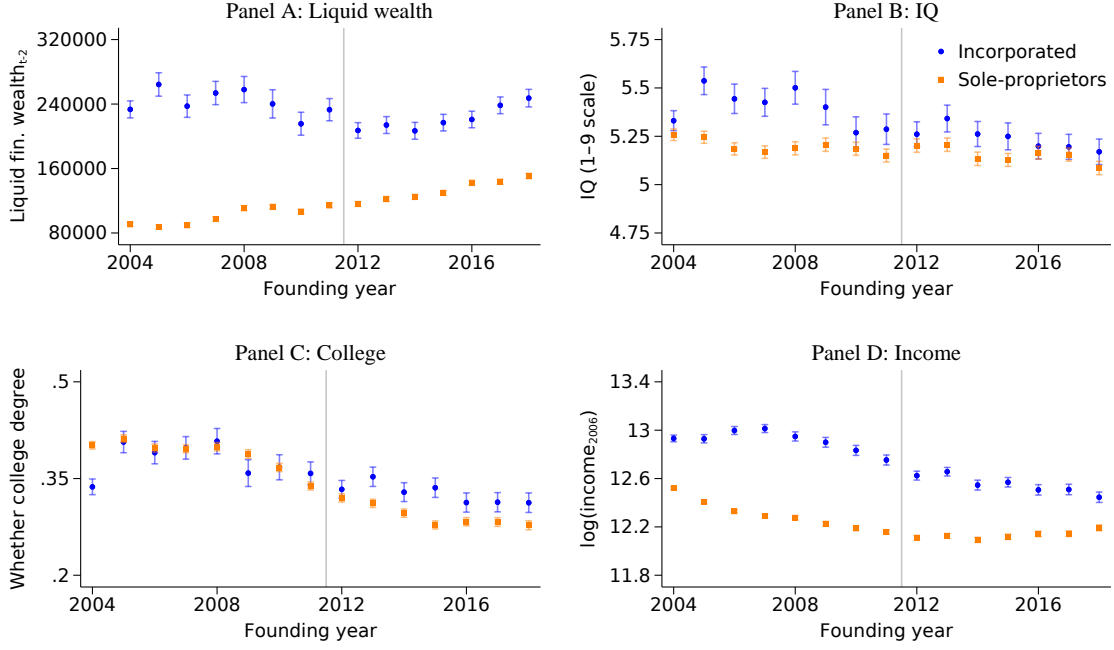 Panel A: Liquid wealth
Liquid fin. wealth_{t-2}
320000
240000
160000
80000
2004 2008 2012 2016
Founding year
Panel B: IQ
IQ (1–9 scale)
5.75
5.5
5.25
5
4.75
Incorporated
Sole-proprietors
2004 2008 2012 2016
Founding year
Panel C: College
Whether college degree
.5
.35
.2
2004 2008 2012 2016
Founding year
Panel D: Income
log(income_{2006})
13.4
13
12.6
12.2
11.8
2004 2008 2012 2016
Founding year